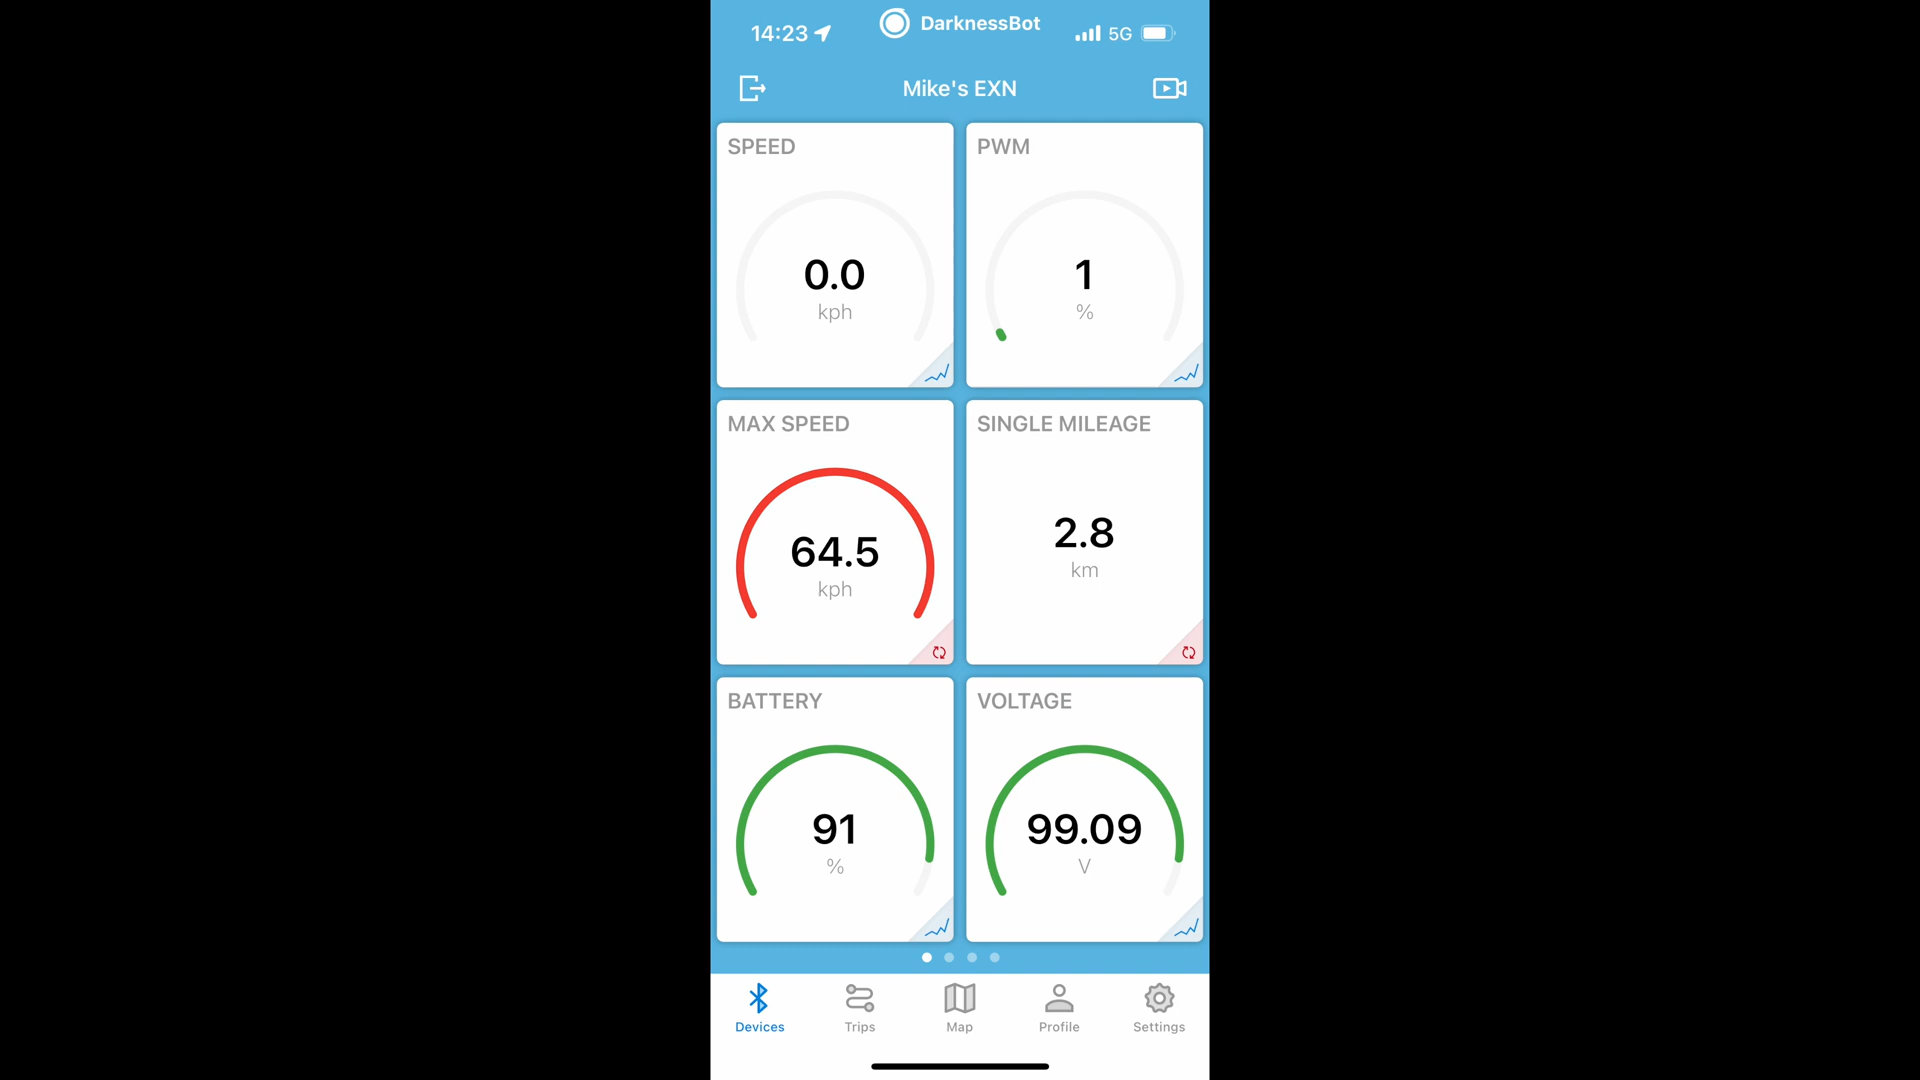 14:23
DarknessBot
5G
Mike's EXN
SPEED
0.0
kph
PWM
1
%
MAX SPEED
64.5
kph
SINGLE MILEAGE
2.8
km
BATTERY
91
%
VOLTAGE
99.09
V
Devices
Trips
Map
Profile
Settings